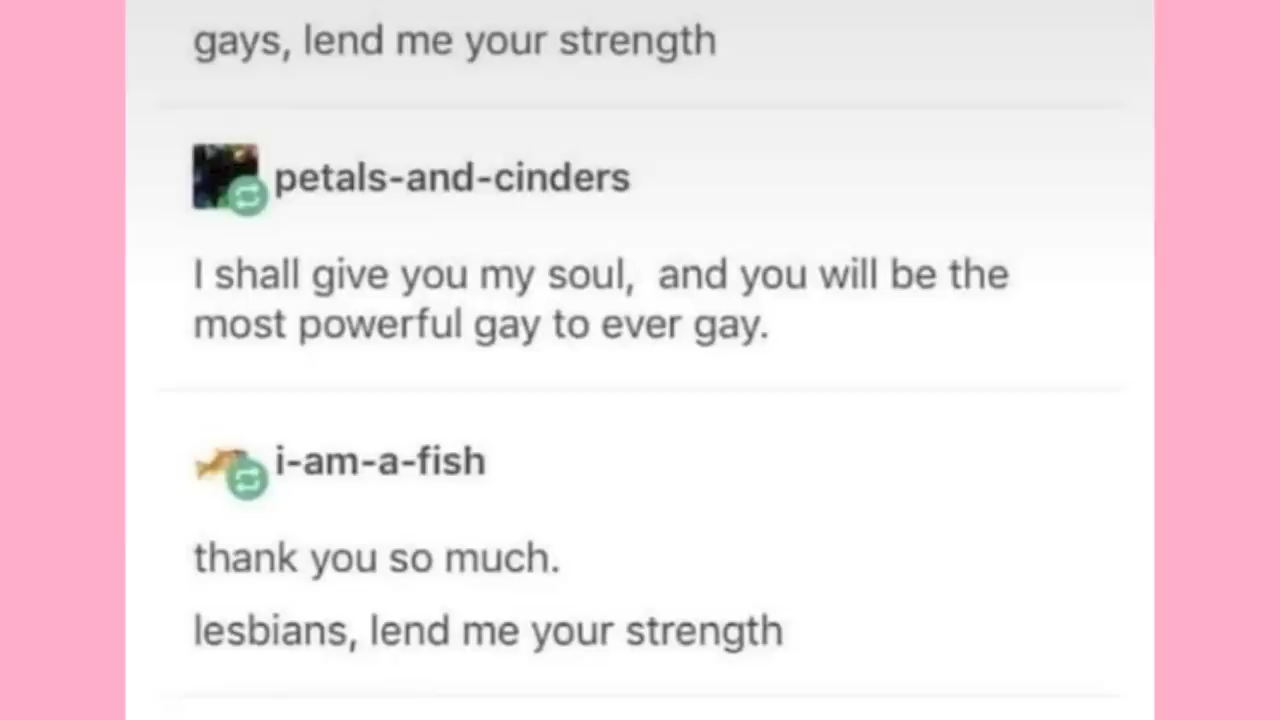 gays, lend me your strength
petals-and-cinders
I shall give you my soul,  and you will be the
most powerful gay to ever gay.
i-am-a-fish
thank you so much.
lesbians, lend me your strength